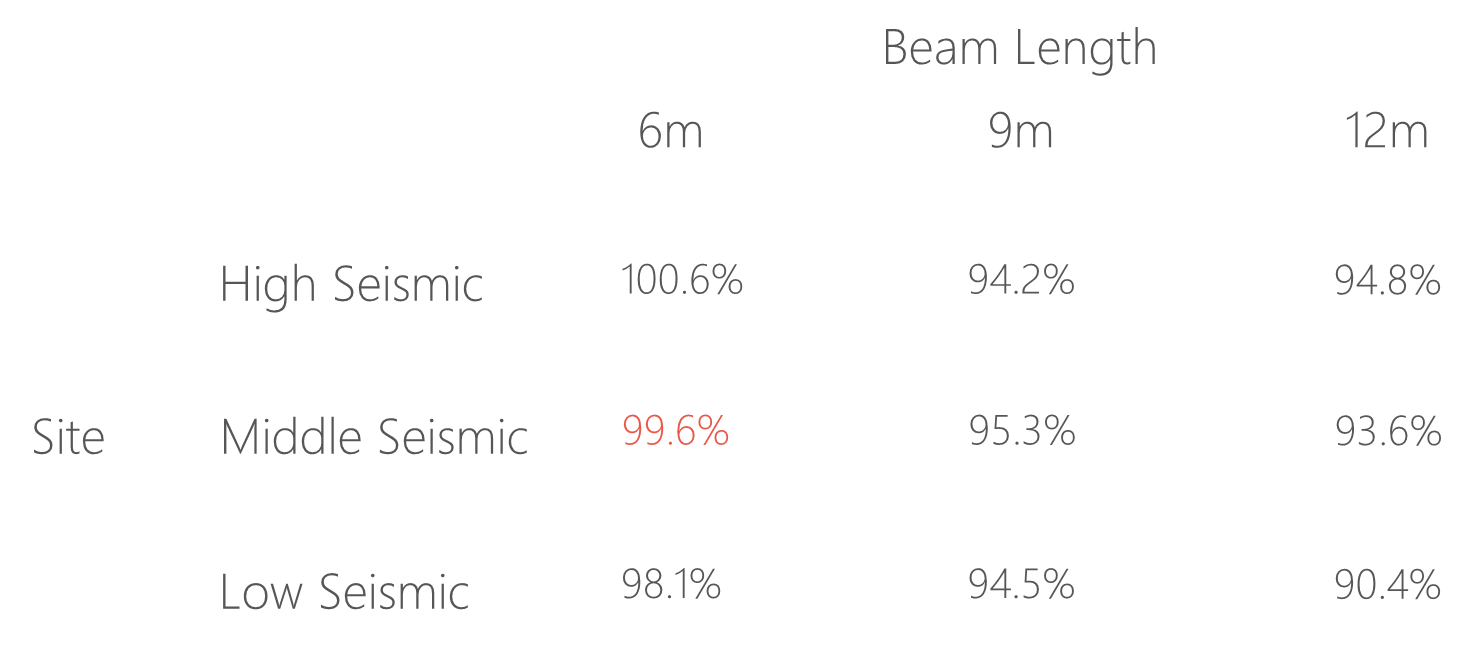 Beam Length
6m 9m 12m
High Seismic 100.6% 94.2% 94.8%
Site Middle Seismic 99.6% 95.3% 93.6%
Low Seismic 98.1% 94.5% 90.4%